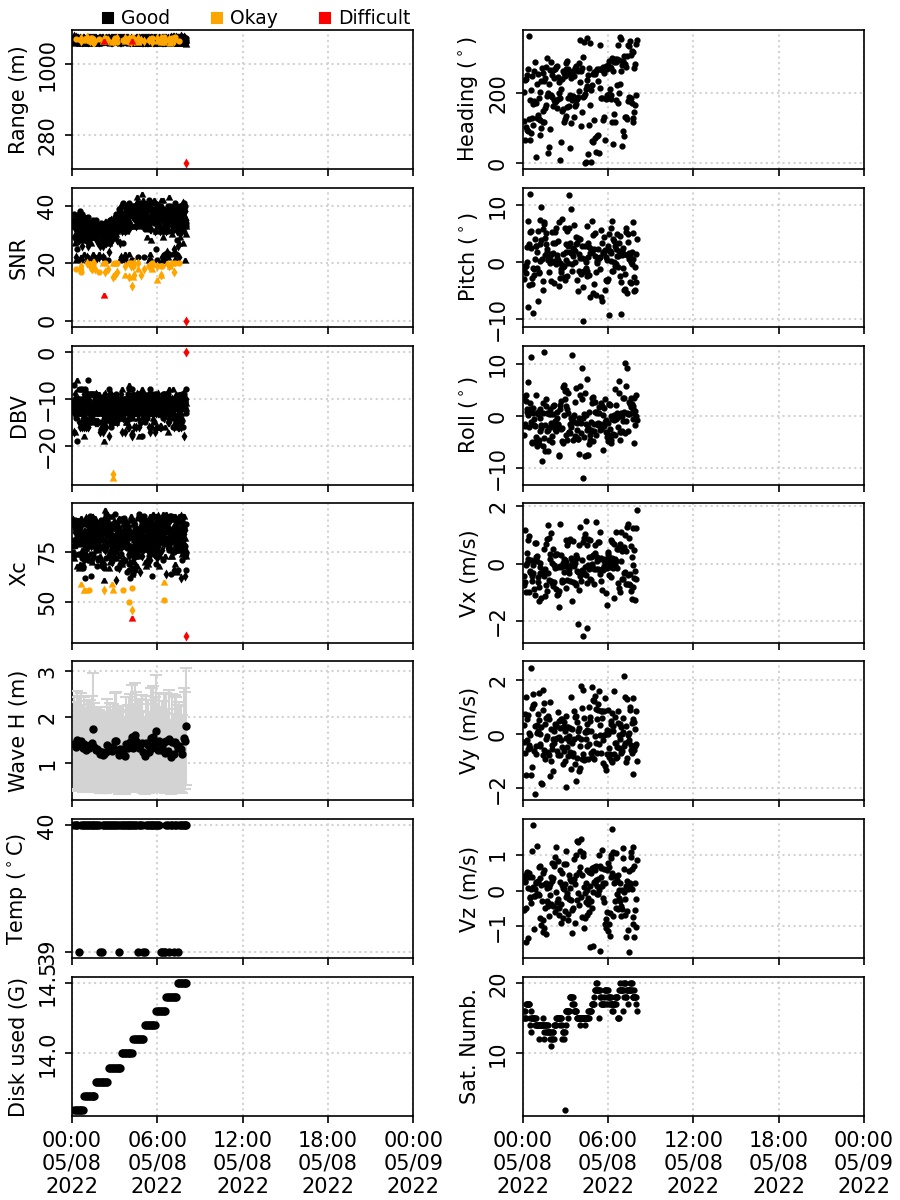 Good Okay Difficult
Range (m)
1000
280
Heading (°)
200
0
SNR
40
20
0
Pitch (°)
10
0
−10
DBV
0
−10
−20
Roll (°)
10
0
−10
Xc
75
50
Vx (m/s)
2
0
−2
Wave H (m)
3
2
1
Vy (m/s)
2
0
−2
Temp (°C)
40
39
Vz (m/s)
1
0
−1
Disk used (G)
14.5
14.0
Sat. Numb.
20
10
00:00 06:00 12:00 18:00 00:00
05/08 05/08 05/08 05/08 05/09
2022 2022 2022 2022 2022
00:00 06:00 12:00 18:00 00:00
05/08 05/08 05/08 05/08 05/09
2022 2022 2022 2022 2022